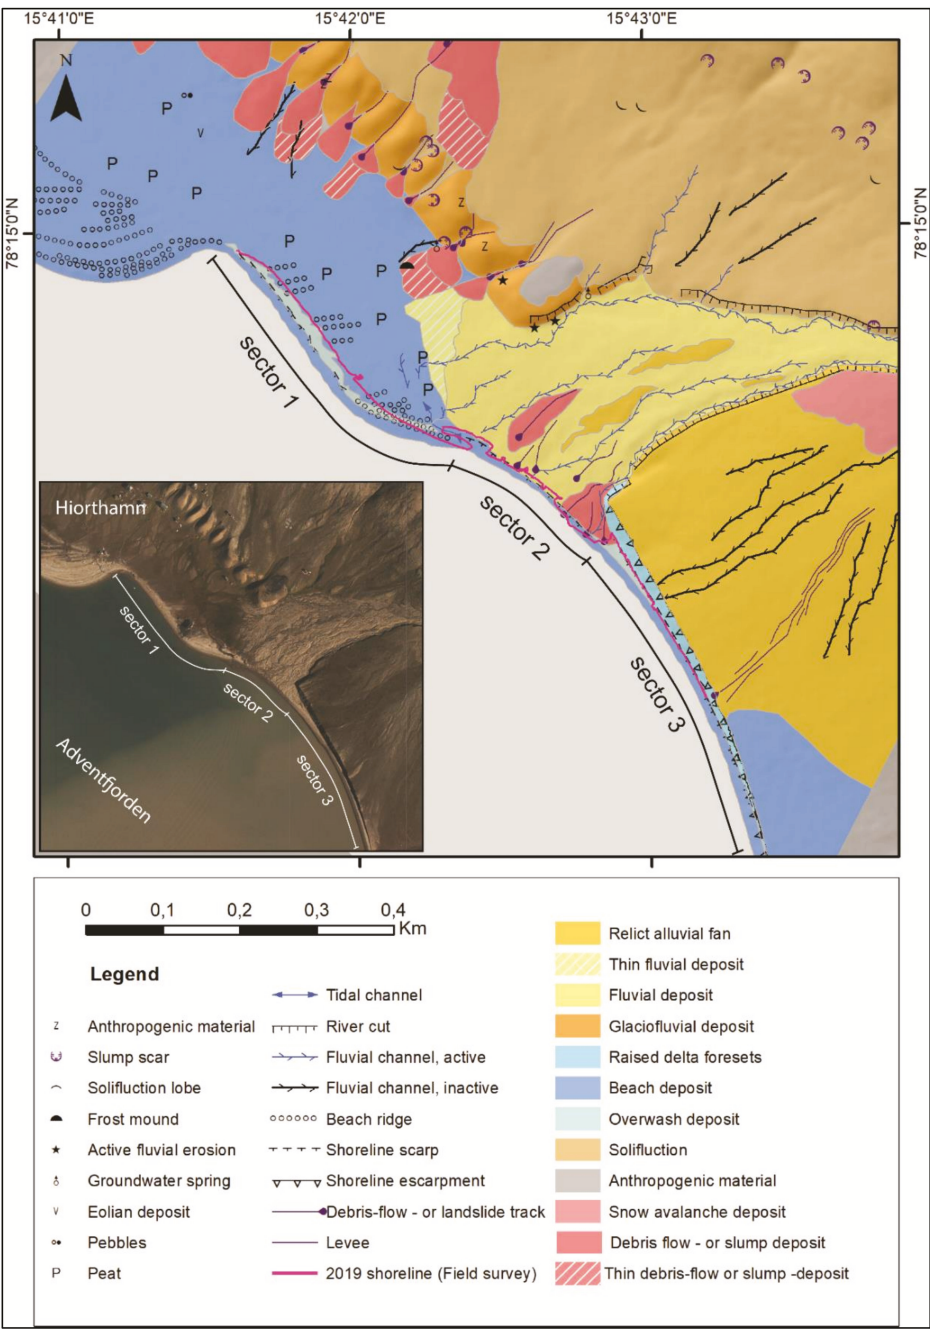 15°41'0"E
15°42'0"E
15°43'0"E
N
78°15'0"N
78°15'0"N
P
V
P
P
P
P
P
P
P
P
P
Z
Z
Z
sector 1
sector 2
sector 3
Hiorthamn
sector 1
sector 2
sector 3
Adventfjorden
0 0,1 0,2 0,3 0,4
Km
Legend
z Anthropogenic material
Slump scar
Solifluction lobe
Frost mound
Active fluvial erosion
Groundwater spring
v Eolian deposit
Pebbles
P Peat
Tidal channel
River cut
Fluvial channel, active
Fluvial channel, inactive
Beach ridge
Shoreline scarp
Shoreline escarpment
Debris-flow - or landslide track
Levee
2019 shoreline (Field survey)
Relict alluvial fan
Thin fluvial deposit
Fluvial deposit
Glaciofluvial deposit
Raised delta foresets
Beach deposit
Overwash deposit
Solifluction
Anthropogenic material
Snow avalanche deposit
Debris flow - or slump deposit
Thin debris-flow or slump -deposit